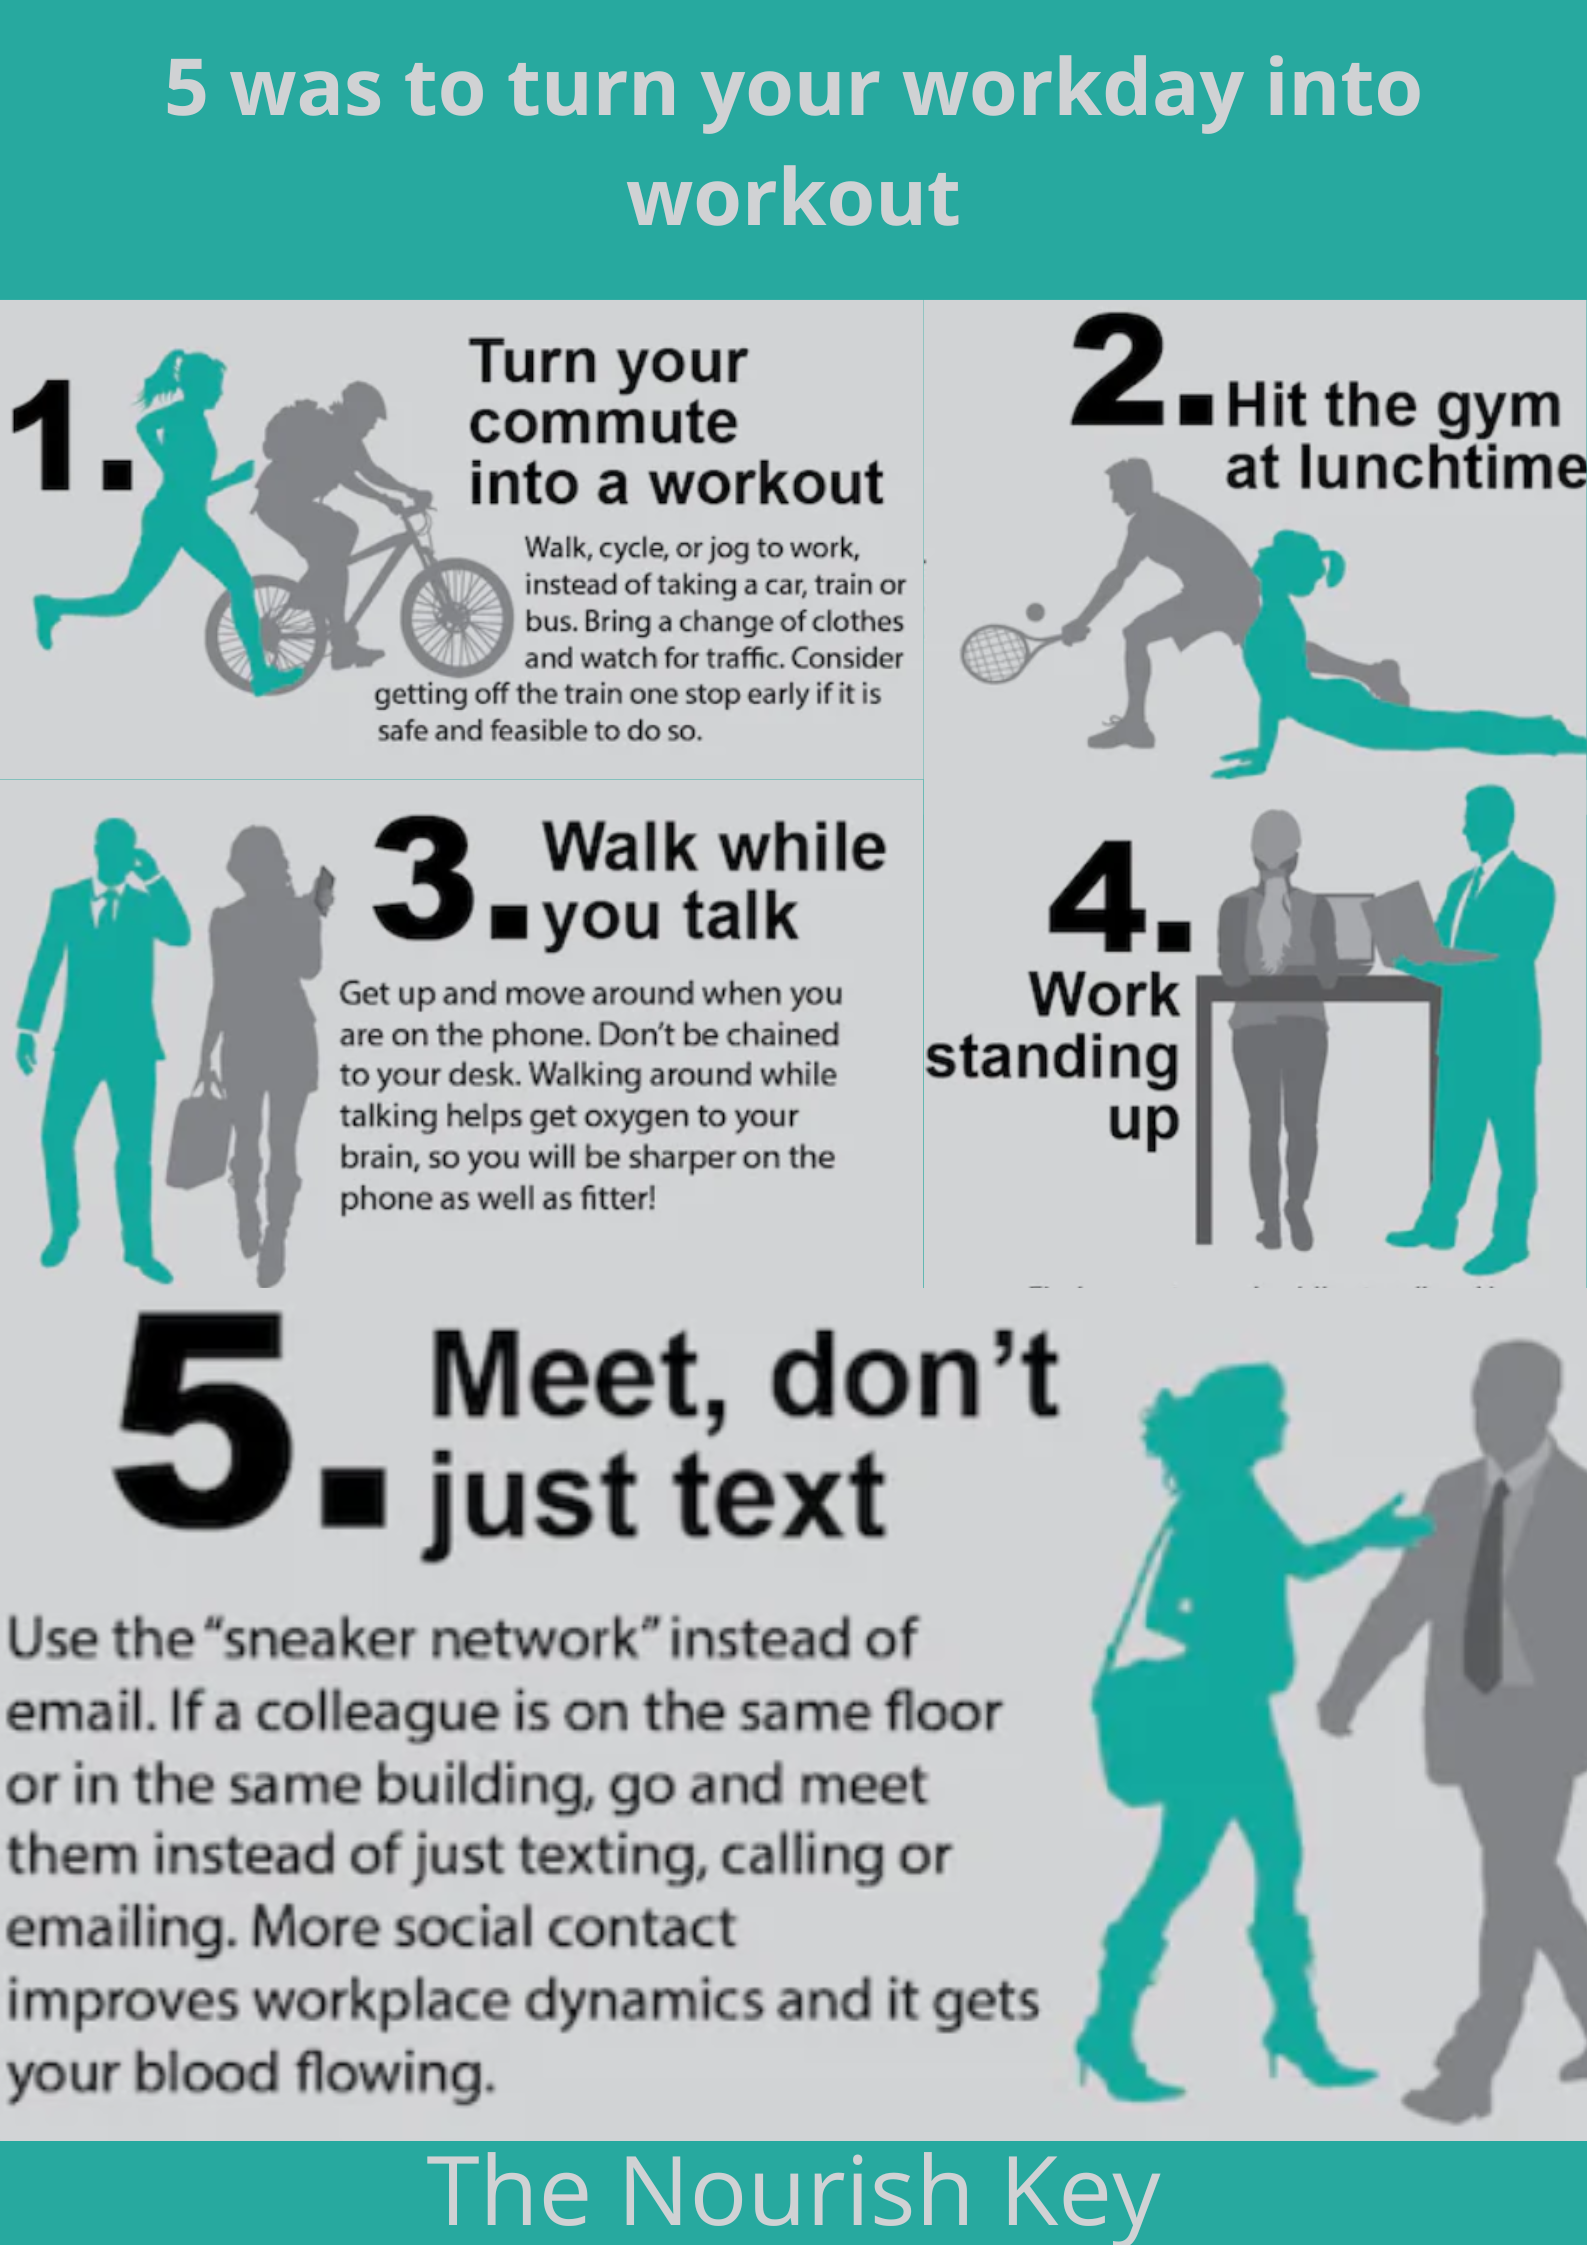 5 was to turn your workday into
workout
1.
Turn your
commute
into a workout
Walk, cycle, or jog to work,
instead of taking a car, train or
bus. Bring a change of clothes
and watch for traffic. Consider
getting off the train one stop early if it is
safe and feasible to do so.
2.
Hit the gym
at lunchtime
3.
Walk while
you talk
Get up and move around when you
are on the phone. Don't be chained
to your desk. Walking around while
talking helps get oxygen to your
brain, so you will be sharper on the
phone as well as fitter!
4.
Work
standing
up
5.
Meet, don't
just text
Use the “sneaker network” instead of
email. If a colleague is on the same floor
or in the same building, go and meet
them instead of just texting, calling or
emailing. More social contact
improves workplace dynamics and it gets
your blood flowing.
The Nourish Key